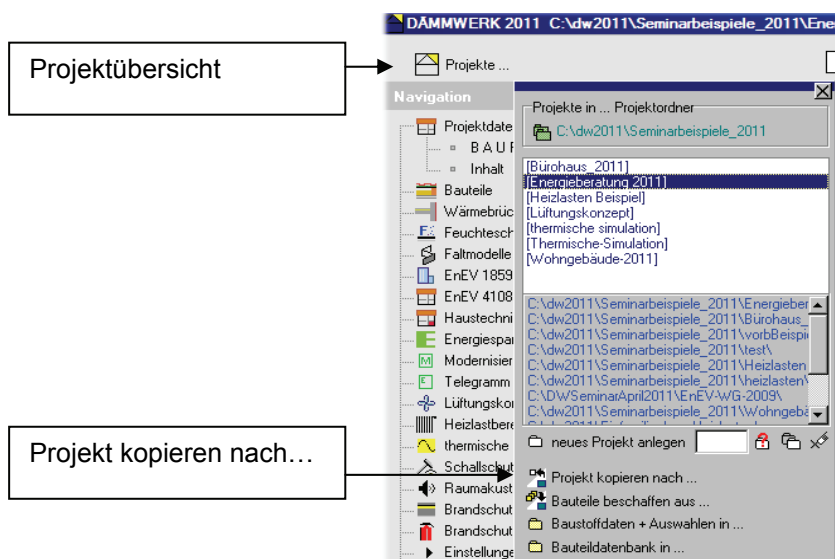 DÄMMWERK 2011 C:\dw2011\Seminarbeispiele_2011\Ene
Projektübersicht
Projekte ...
Navigation
Projekte in ... Projektordner
C:\dw2011\Seminarbeispiele_2011
Projektdate
B A U F
Inhalt
Bauteile
Wärmebrüc
Feuchtesch
Faltmodelle
EnEV 1859
EnEV 4108
Haustechni
Energiespar
Modernisier
Telegramm
Lüftungskon
Heizlastbere
thermische
Schallschut
Raumakust
Brandschut
Brandschut
Einstellunge
[Bürohaus_2011]
[Energieberatung 2011]
[Heizlasten Beispiel]
[Lüftungskonzept]
[thermische simulation]
[Thermische-Simulation]
[Wohngebäude-2011]
C:\dw2011\Seminarbeispiele_2011\Energieber
C:\dw2011\Seminarbeispiele_2011\Bürohaus_
C:\dw2011\Seminarbeispiele_2011\vorbBeispi
C:\dw2011\Seminarbeispiele_2011\test\
C:\dw2011\Seminarbeispiele_2011\Heizlasten
C:\dw2011\Seminarbeispiele_2011\heizlasten\
C:\DWSeminarApril2011\EnEV-WG-2009\
C:\dw2011\Seminarbeispiele_2011\Wohngebä
neues Projekt anlegen
Projekt kopieren nach…
Projekt kopieren nach ...
Bauteile beschaffen aus ...
Baustoffdaten + Auswahlen in ...
Bauteildatenbank in ...